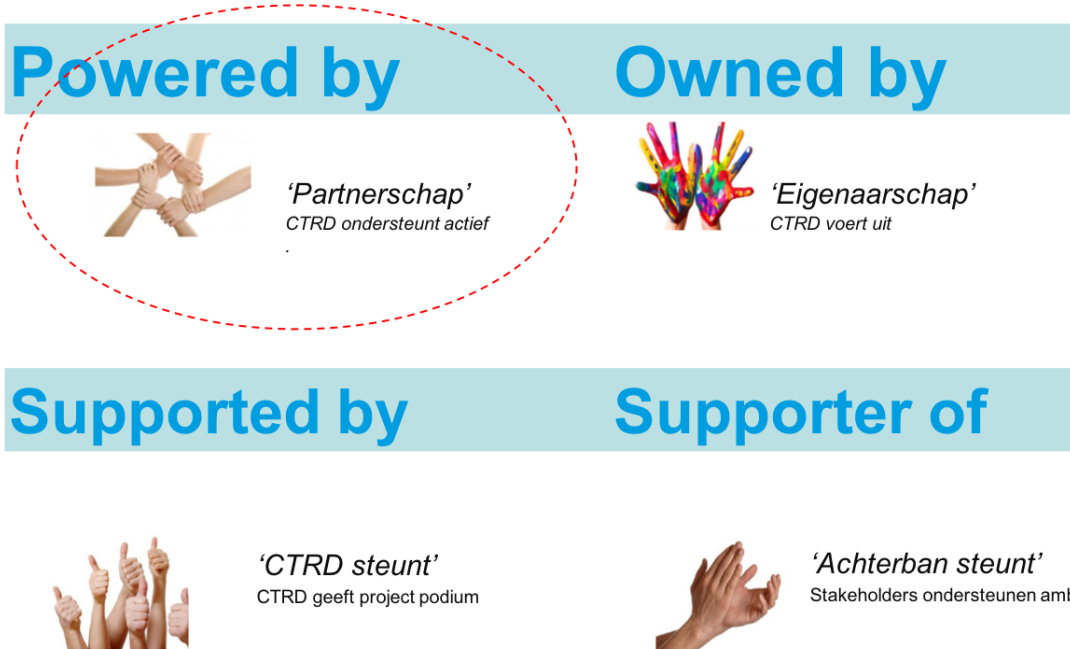 Powered by
Owned by
‘Partnerschap’
CTRD ondersteunt actief
.
‘Eigenaarschap’
CTRD voert uit
Supported by
Supporter of
‘CTRD steunt’
CTRD geeft project podium
‘Achterban steunt’
Stakeholders ondersteunen